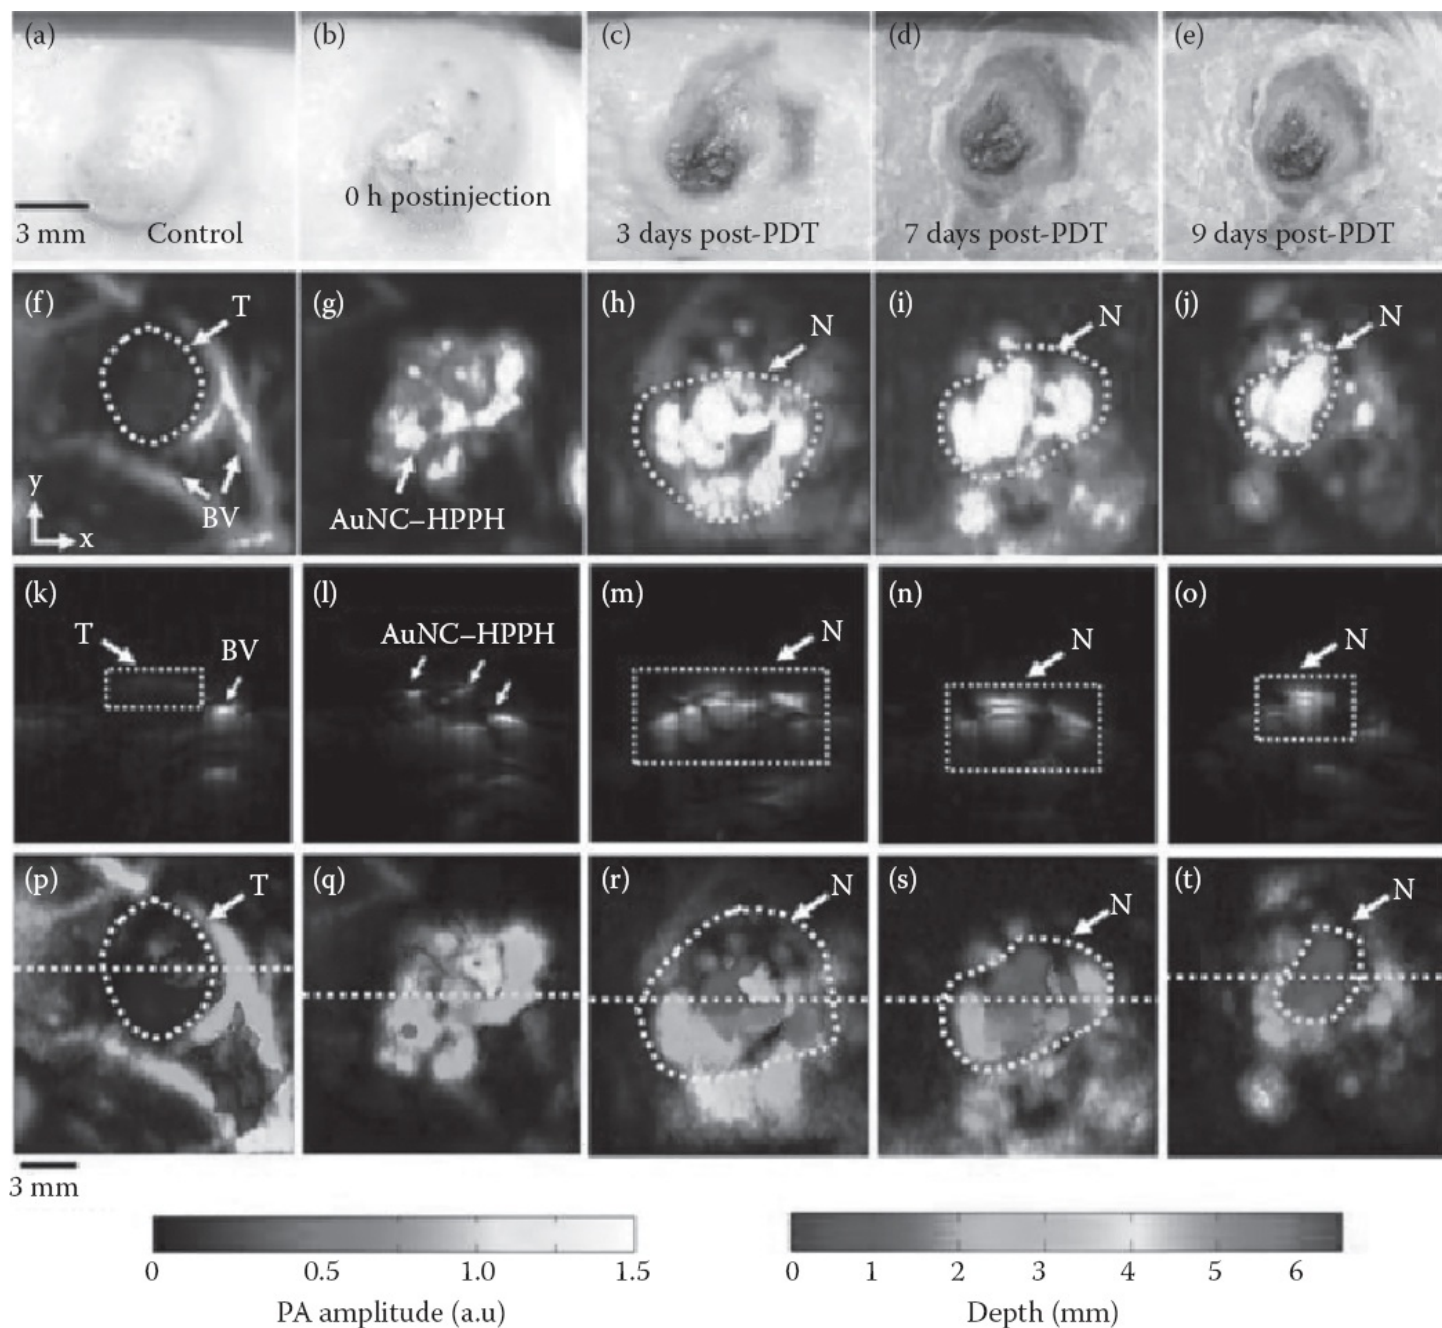 (a) (b) (c) (d) (e)
0 h postinjection
3 mm Control 3 days post-PDT 7 days post-PDT 9 days post-PDT
(f) T (g) (h) N (i) N (j) N
y
x
BV
AuNC–HPPH
(k) (l) (m) (n) (o)
T BV AuNC–HPPH N N N
(p) T (q) (r) N (s) N (t) N
3 mm
0 0.5 1.0 1.5
PA amplitude (a.u)
0 1 2 3 4 5 6
Depth (mm)